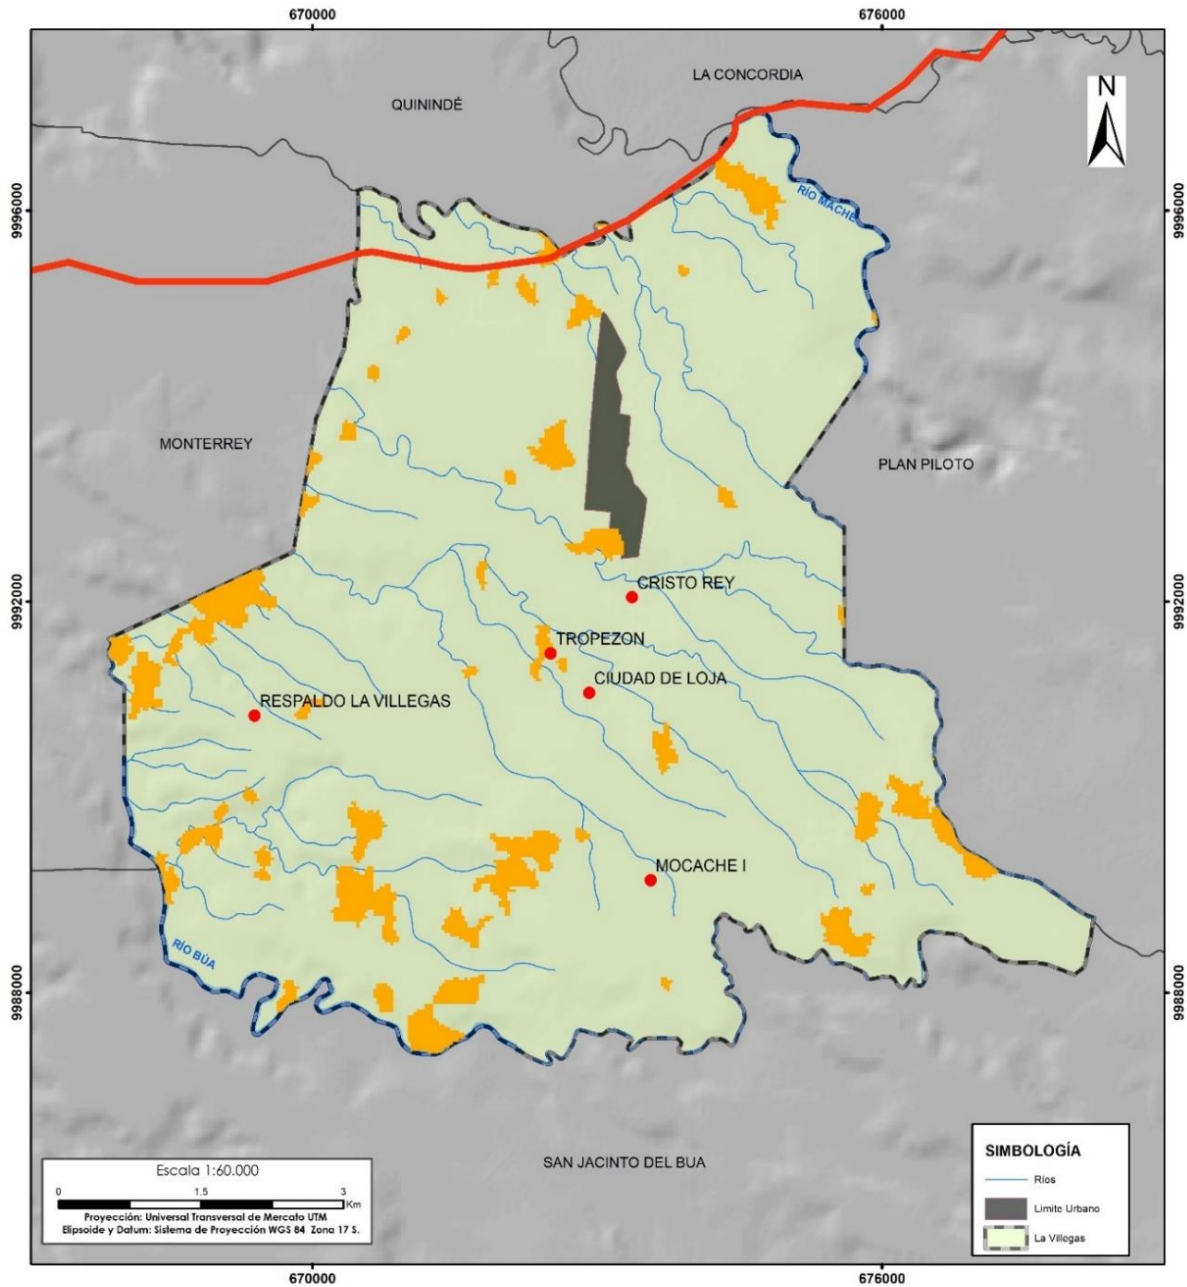 670000
676000
LA CONCORDIA
QUININDÉ
N
9996000
9996000
RÍO MACHE
MONTERREY
PLAN PILOTO
9992000
9992000
CRISTO REY
TROPEZON
CIUDAD DE LOJA
RESPALDO LA VILLEGAS
MOCACHE I
RÍO BÚA
9988000
9988000
SAN JACINTO DEL BUA
Escala 1:60.000
0 1.5 3
Km
Proyección: Universal Transversal de Mercato UTM
Elipsoide y Datum: Sistema de Proyección WGS 84 Zona 17 S.
SIMBOLOGÍA
Ríos
Limite Urbano
La Villegas
670000
676000